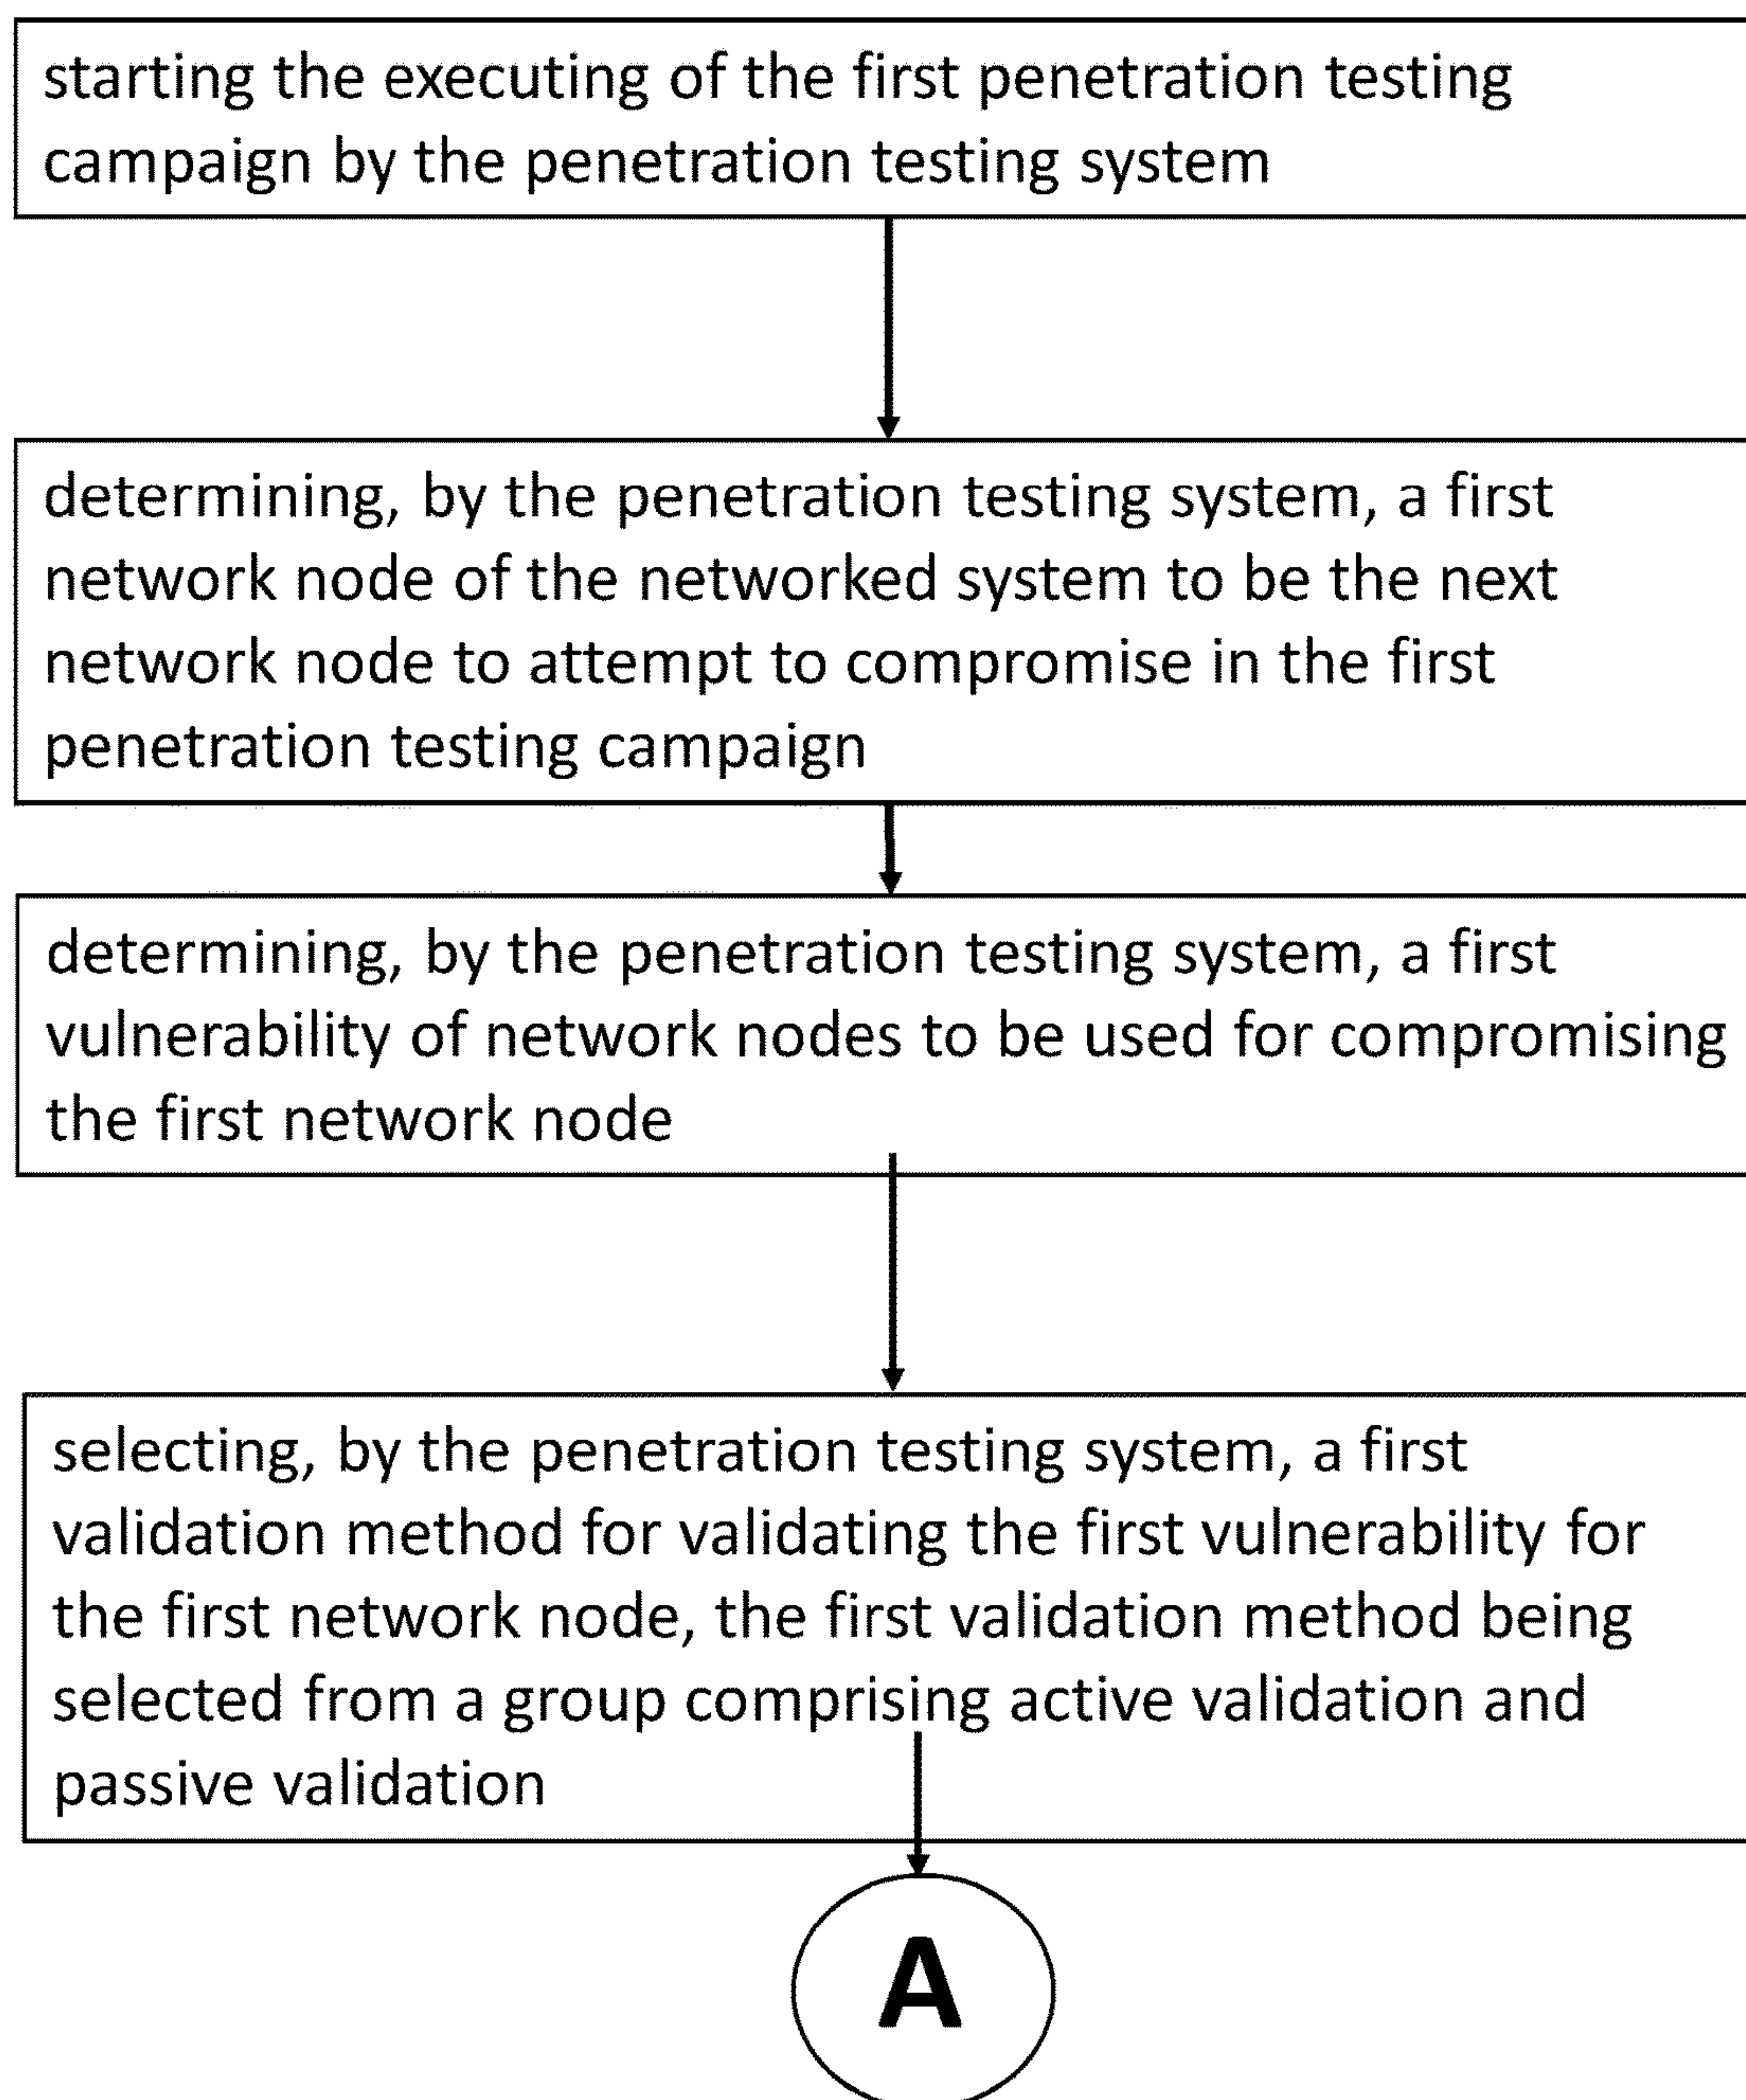 starting the executing of the first penetration testing
campaign by the penetration testing system
determining, by the penetration testing system, a first
network node of the networked system to be the next
network node to attempt to compromise in the first
penetration testing campaign
determining, by the penetration testing system, a first
vulnerability of network nodes to be used for compromising
the first network node
selecting, by the penetration testing system, a first
validation method for validating the first vulnerability for
the first network node, the first validation method being
selected from a group comprising active validation and
passive validation
A